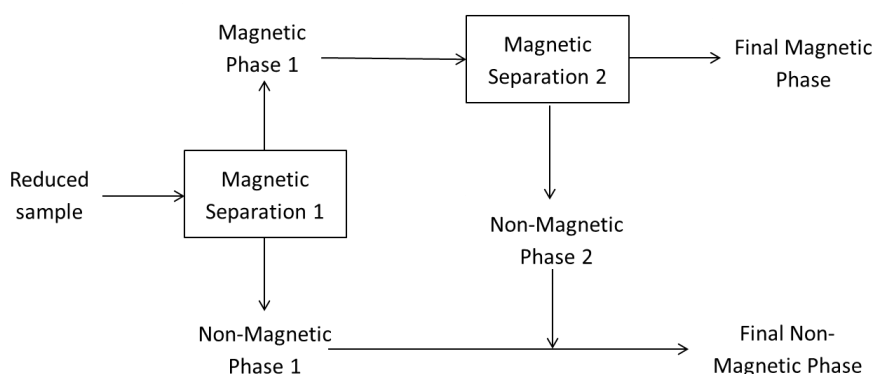 Magnetic
Phase 1
Magnetic
Separation 2
Final Magnetic
Phase
Reduced
sample
Magnetic
Separation 1
Non-Magnetic
Phase 2
Non-Magnetic
Phase 1
Final Non-
Magnetic Phase